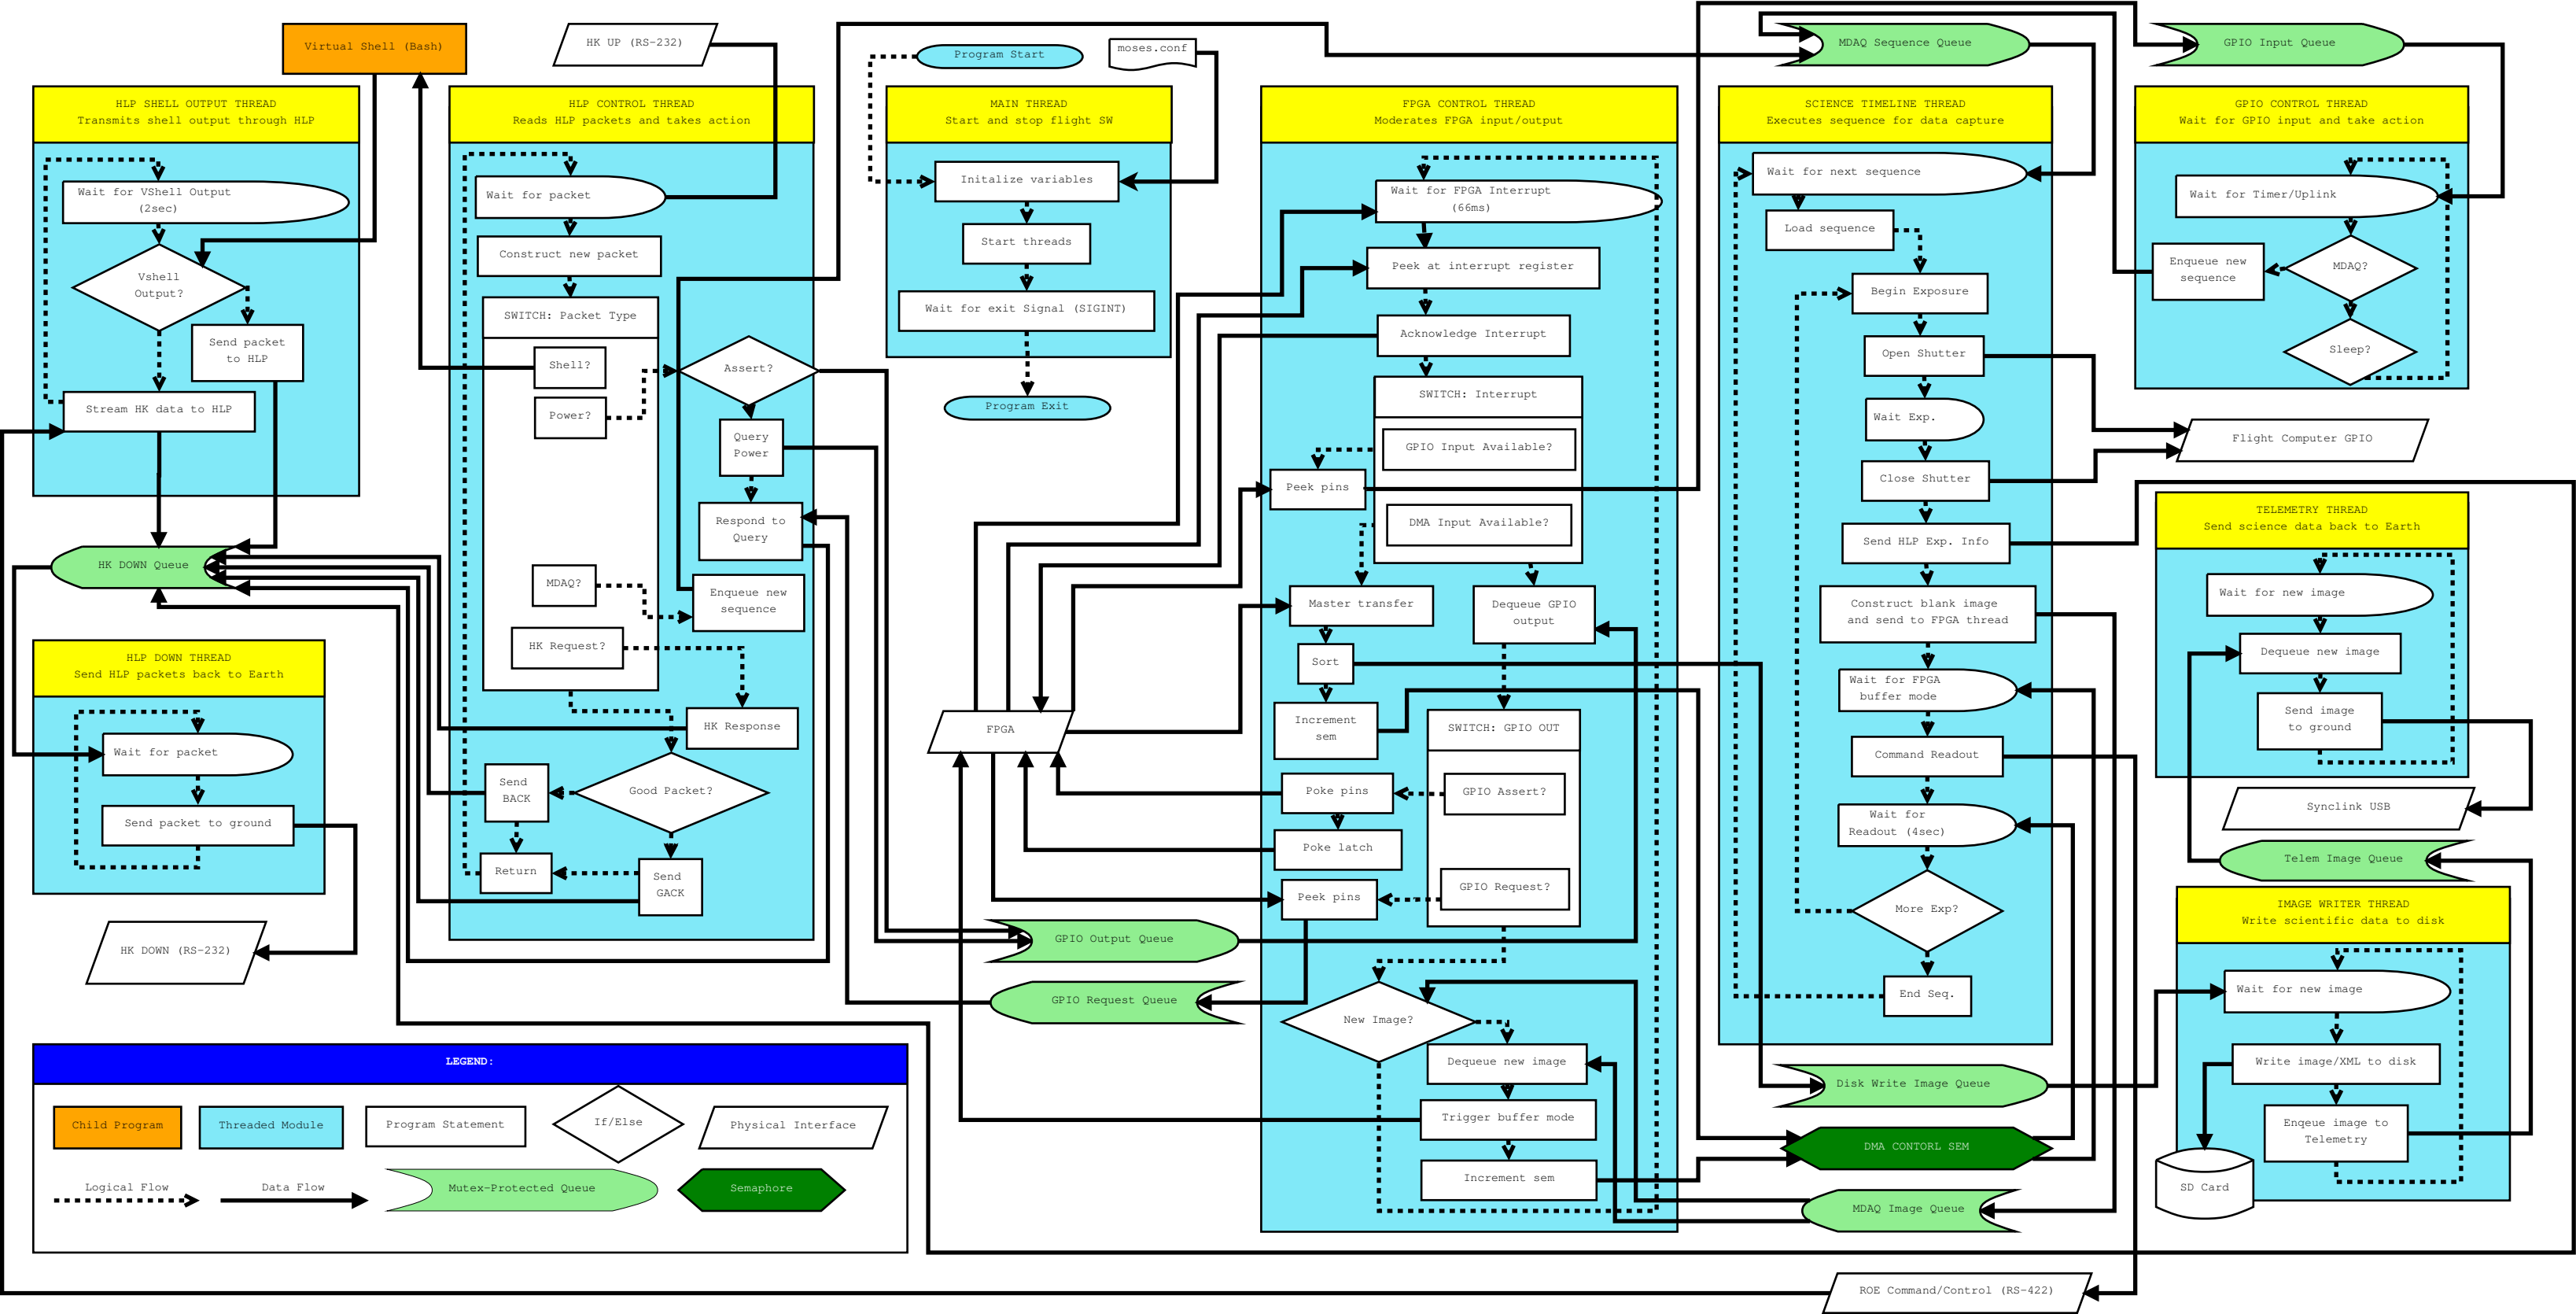 Virtual Shell (Bash)
HK UP (RS-232)
Program Start
moses.conf
MDAQ Sequence Queue
GPIO Input Queue
HLP SHELL OUTPUT THREAD
Transmits shell output through HLP
Wait for VShell Output
(2sec)
Vshell
Output?
Send packet
to HLP
Stream HK data to HLP
HK DOWN Queue
HLP DOWN THREAD
Send HLP packets back to Earth
Wait for packet
Send packet to ground
HK DOWN (RS-232)
HLP CONTROL THREAD
Reads HLP packets and takes action
Wait for packet
Construct new packet
SWITCH: Packet Type
Shell?
Power?
MDAQ?
HK Request?
Assert?
Query
Power
Respond to
Query
Enqueue new
sequence
HK Response
Good Packet?
Send
BACK
Return
Send
GACK
MAIN THREAD
Start and stop flight SW
Initalize variables
Start threads
Wait for exit Signal (SIGINT)
Program Exit
FPGA
GPIO Output Queue
GPIO Request Queue
FPGA CONTROL THREAD
Moderates FPGA input/output
Wait for FPGA Interrupt
(66ms)
Peek at interrupt register
Acknowledge Interrupt
SWITCH: Interrupt
GPIO Input Available?
Peek pins
DMA Input Available?
Master transfer
Sort
Increment
sem
Dequeue GPIO
output
SWITCH: GPIO OUT
GPIO Assert?
Poke pins
Poke latch
GPIO Request?
Peek pins
New Image?
Dequeue new image
Trigger buffer mode
Increment sem
SCIENCE TIMELINE THREAD
Executes sequence for data capture
Wait for next sequence
Load sequence
Begin Exposure
Open Shutter
Wait Exp.
Close Shutter
Send HLP Exp. Info
Construct blank image
and send to FPGA thread
Wait for FPGA
buffer mode
Command Readout
Wait for
Readout (4sec)
More Exp?
End Seq.
Disk Write Image Queue
DMA CONTORL SEM
MDAQ Image Queue
ROE Command/Control (RS-422)
GPIO CONTROL THREAD
Wait for GPIO input and take action
Wait for Timer/Uplink
Enqueue new
sequence
MDAQ?
Sleep?
Flight Computer GPIO
TELEMETRY THREAD
Send science data back to Earth
Wait for new image
Dequeue new image
Send image
to ground
Synclink USB
Telem Image Queue
IMAGE WRITER THREAD
Write scientific data to disk
Wait for new image
Write image/XML to disk
Enqeue image to
Telemetry
SD Card
LEGEND:
Child Program
Threaded Module
Program Statement
If/Else
Physical Interface
Logical Flow
Data Flow
Mutex-Protected Queue
Semaphore